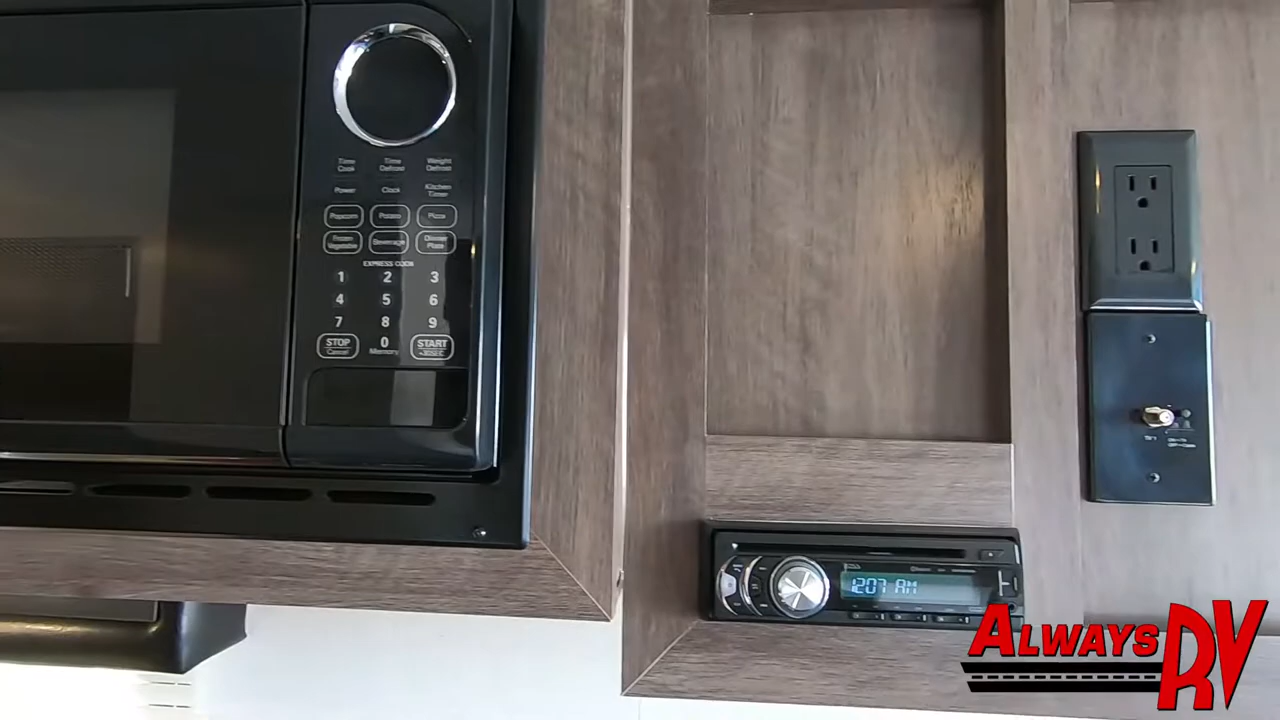 Time Cook
Time Defrost
Weight Defrost
Power
Clock
Kitchen Timer
Popcorn
Potato
Pizza
Frozen Vegetable
Beverage
Dinner Plate
EXPRESS COOK
1 2 3
4 5 6
7 8 9
STOP Cancel
0 Memory
START +30SEC
BOSS
12:07 AM
TV 1
ALWAYS RV